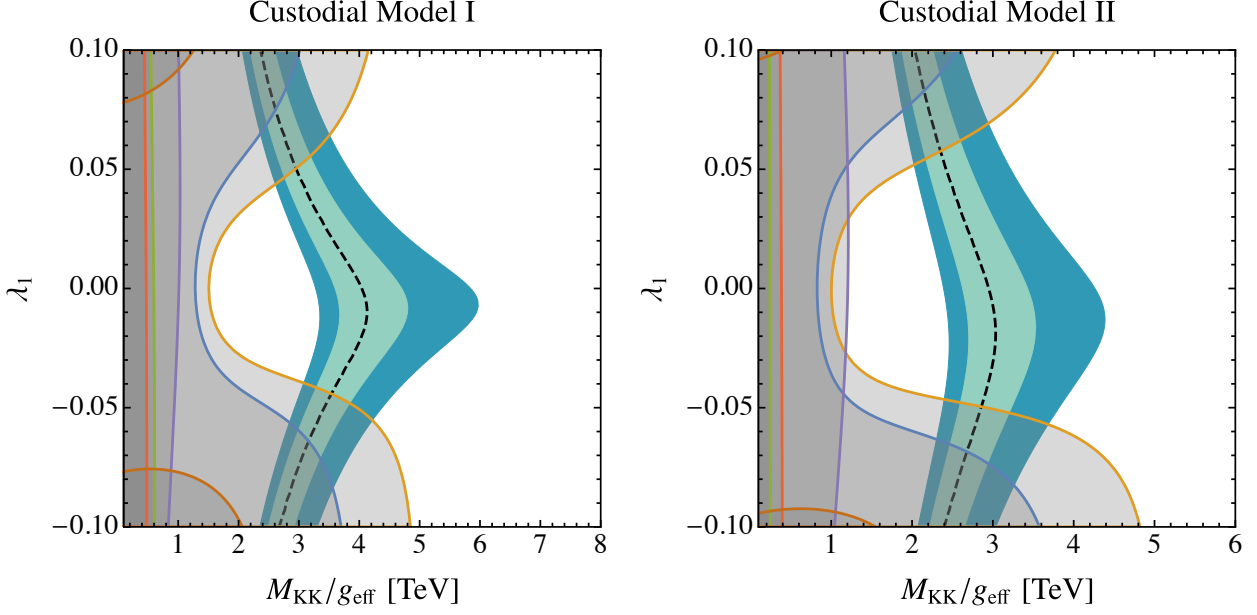 Custodial Model I
0.10
0.05
0.00
−0.05
−0.10
λ1
1 2 3 4 5 6 7 8
MKK/geff [TeV]
Custodial Model II
0.10
0.05
0.00
−0.05
−0.10
λ1
1 2 3 4 5 6
MKK/geff [TeV]